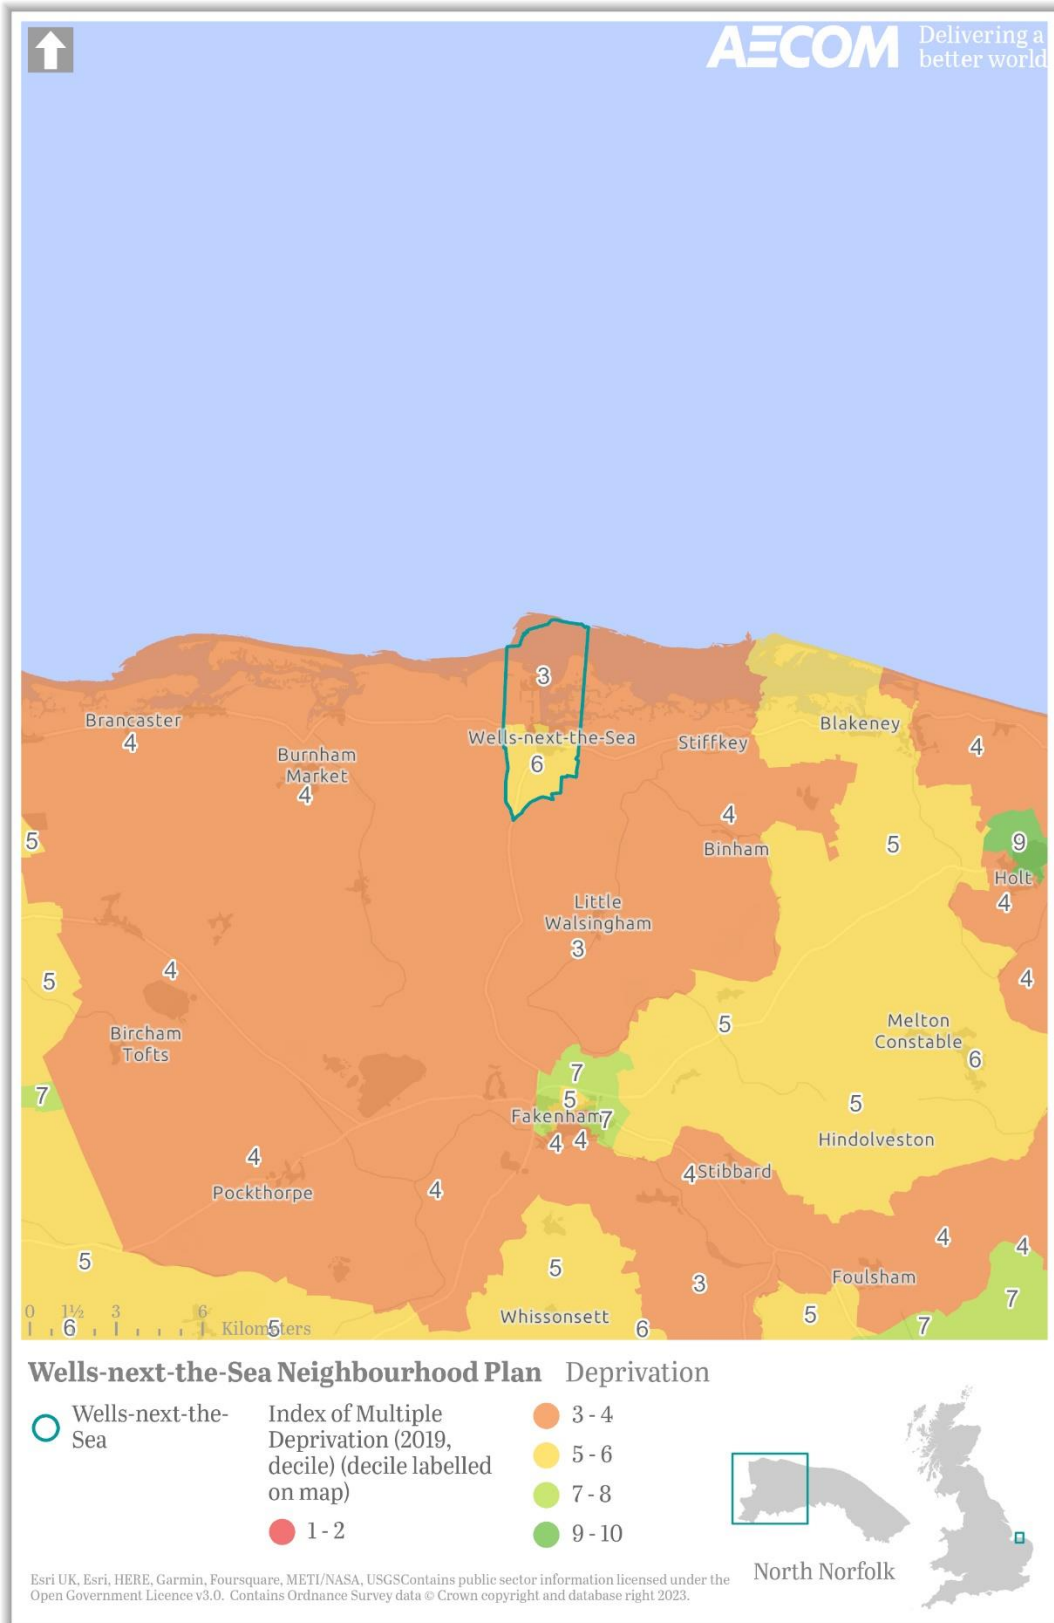 AECOM
Delivering a
better world
3
Wells-next-the-Sea
6
Brancaster
4
Burnham
Market
4
Stiffkey
Blakeney
4
4
Binham
5
5
9
Holt
4
Little
Walsingham
3
5
4
4
Bircham
Tofts
5
Melton
Constable
6
7
7
5
Fakenham
7
4
4
5
Hindolveston
4
Pockthorpe
4
4
Stibbard
5
5
Whissonsett
3
4
4
Foulsham
5
7
7
6
0 1½ 3 6
Kilometers
6
5
Wells-next-the-Sea Neighbourhood Plan Deprivation
Wells-next-the-
Sea
Index of Multiple
Deprivation (2019,
decile) (decile labelled
on map)
1 - 2
3 - 4
5 - 6
7 - 8
9 - 10
North Norfolk
Esri UK, Esri, HERE, Garmin, Foursquare, METI/NASA, USGSContains public sector information licensed under the
Open Government Licence v3.0. Contains Ordnance Survey data © Crown copyright and database right 2023.